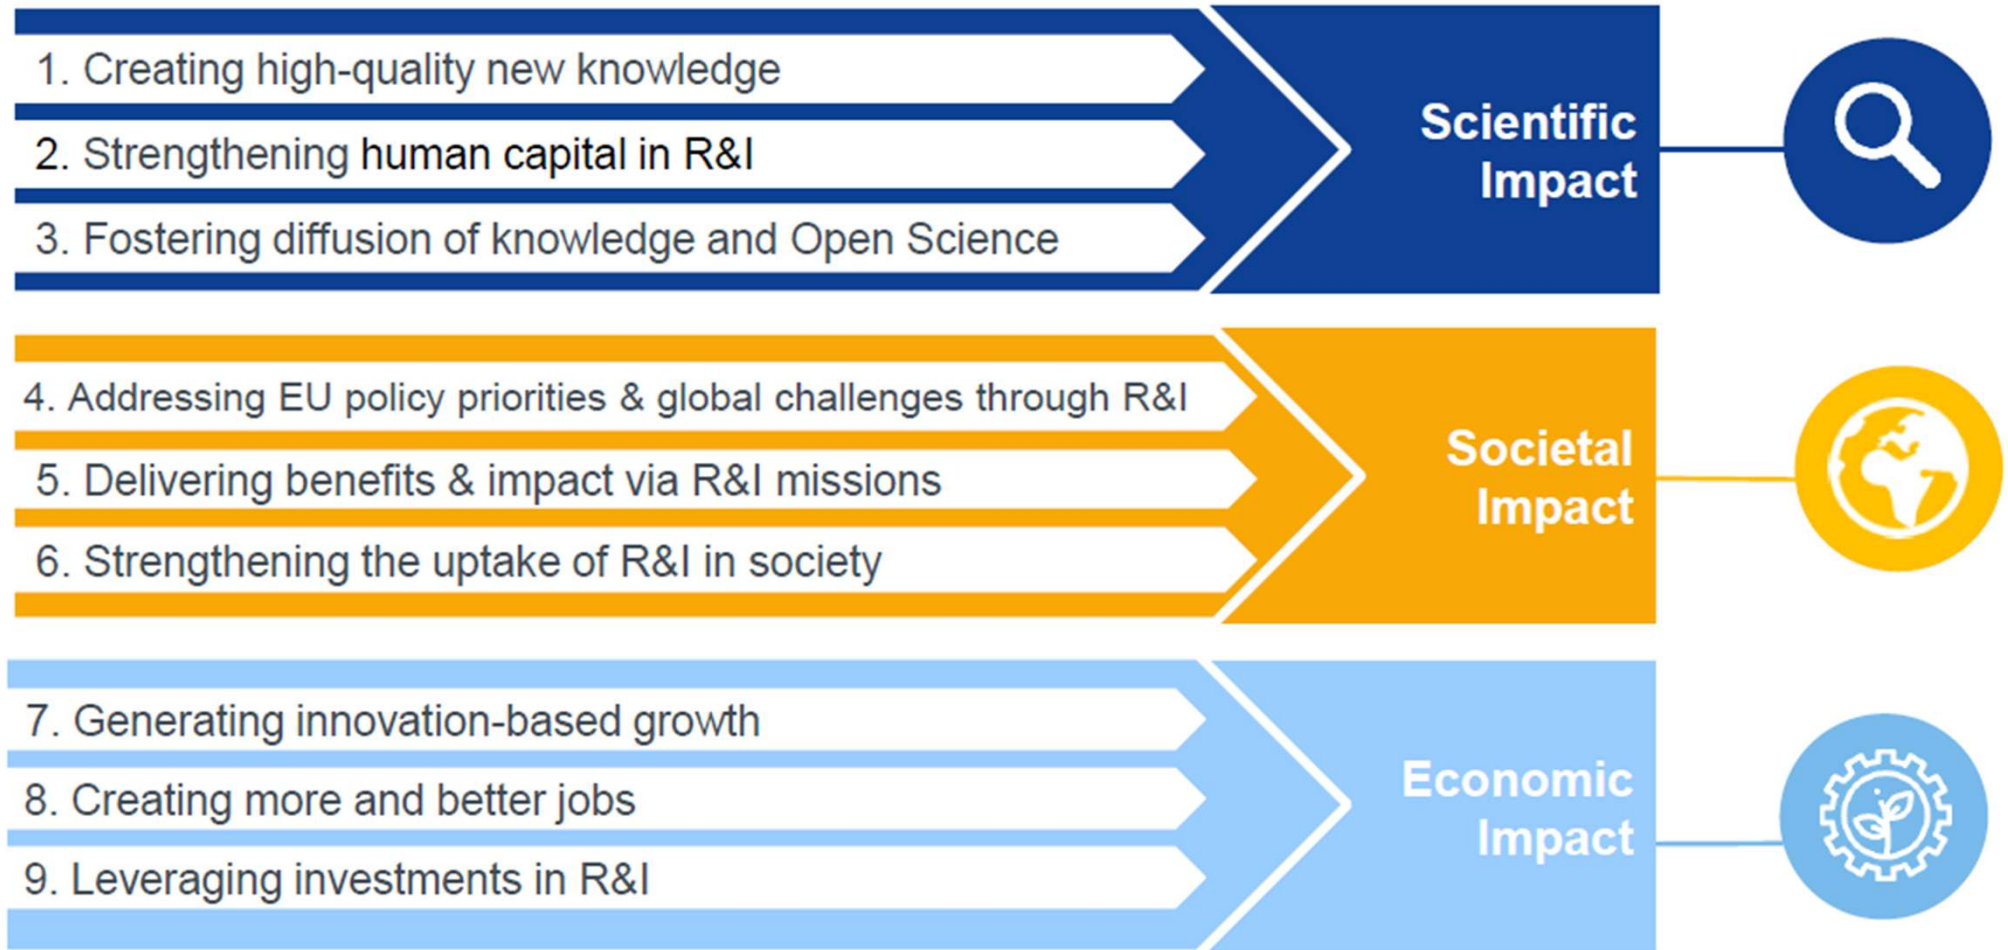 1. Creating high-quality new knowledge
2. Strengthening human capital in R&I
3. Fostering diffusion of knowledge and Open Science
Scientific
Impact
4. Addressing EU policy priorities & global challenges through R&I
5. Delivering benefits & impact via R&I missions
6. Strengthening the uptake of R&I in society
Societal
Impact
7. Generating innovation-based growth
8. Creating more and better jobs
9. Leveraging investments in R&I
Economic
Impact